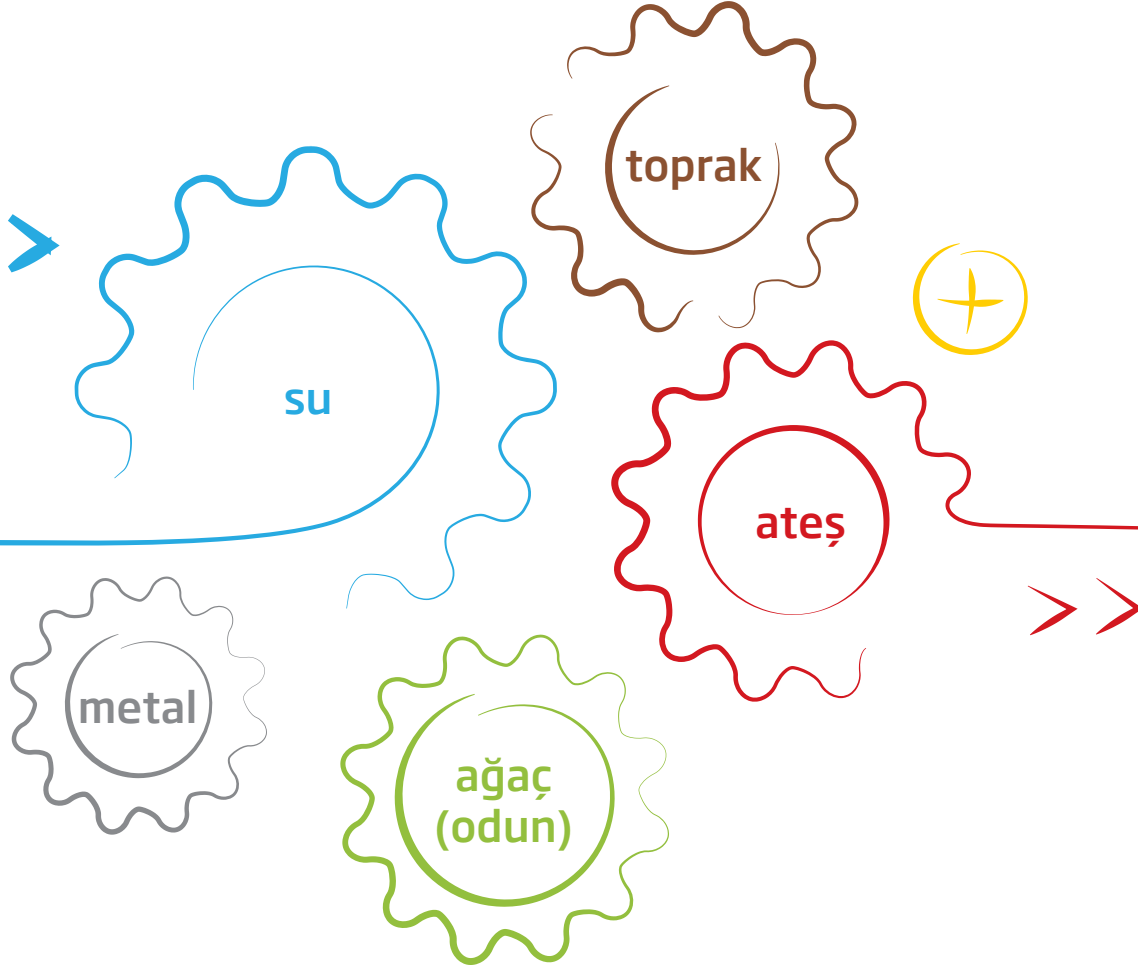 toprak
su
ateş
metal
ağaç
(odun)